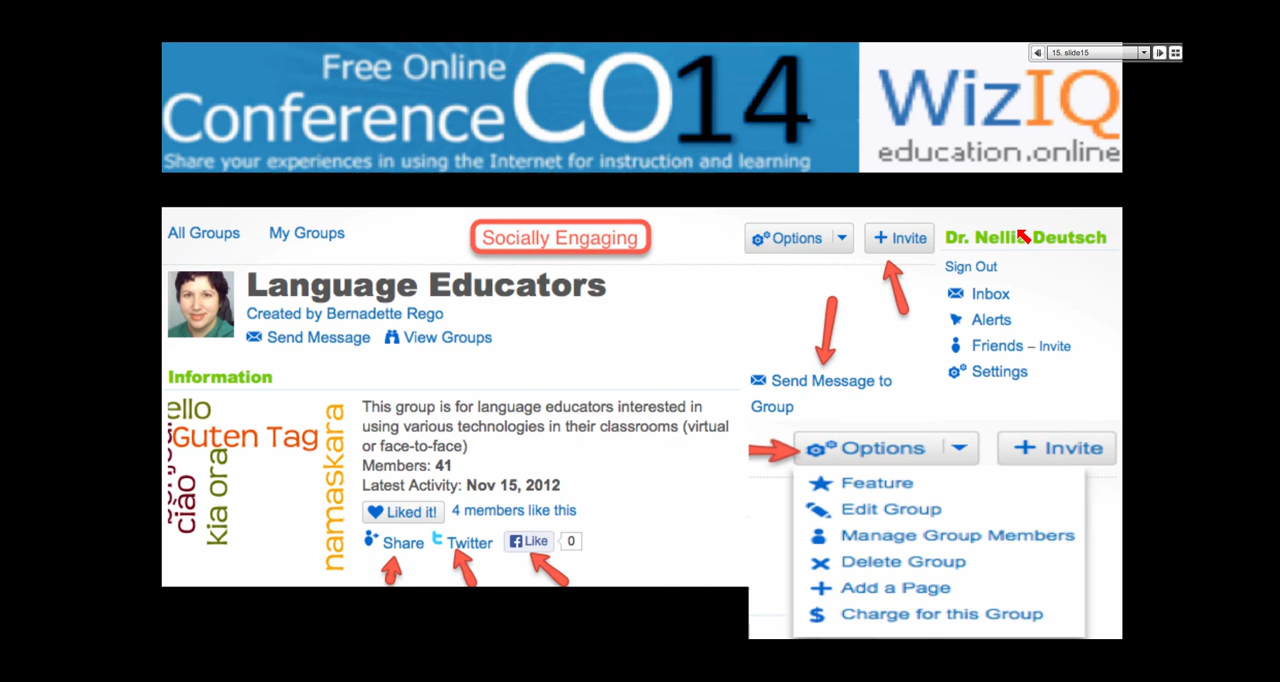 15. slide15
Free Online
Conference CO14
Share your experiences in using the Internet for instruction and learning
WizIQ
education.online
All Groups My Groups
Socially Engaging
Options
+ Invite
Dr. Nellie Deutsch
Sign Out
Inbox
Alerts
Friends – Invite
Settings
Language Educators
Created by Bernadette Rego
Send Message View Groups
Information
ello
Guten Tag
ciao
kia ora
namaskara
This group is for language educators interested in
using various technologies in their classrooms (virtual
or face-to-face)
Members: 41
Latest Activity: Nov 15, 2012
Liked it! 4 members like this
Share Twitter Like 0
Send Message to
Group
Options + Invite
Feature
Edit Group
Manage Group Members
Delete Group
Add a Page
$ Charge for this Group